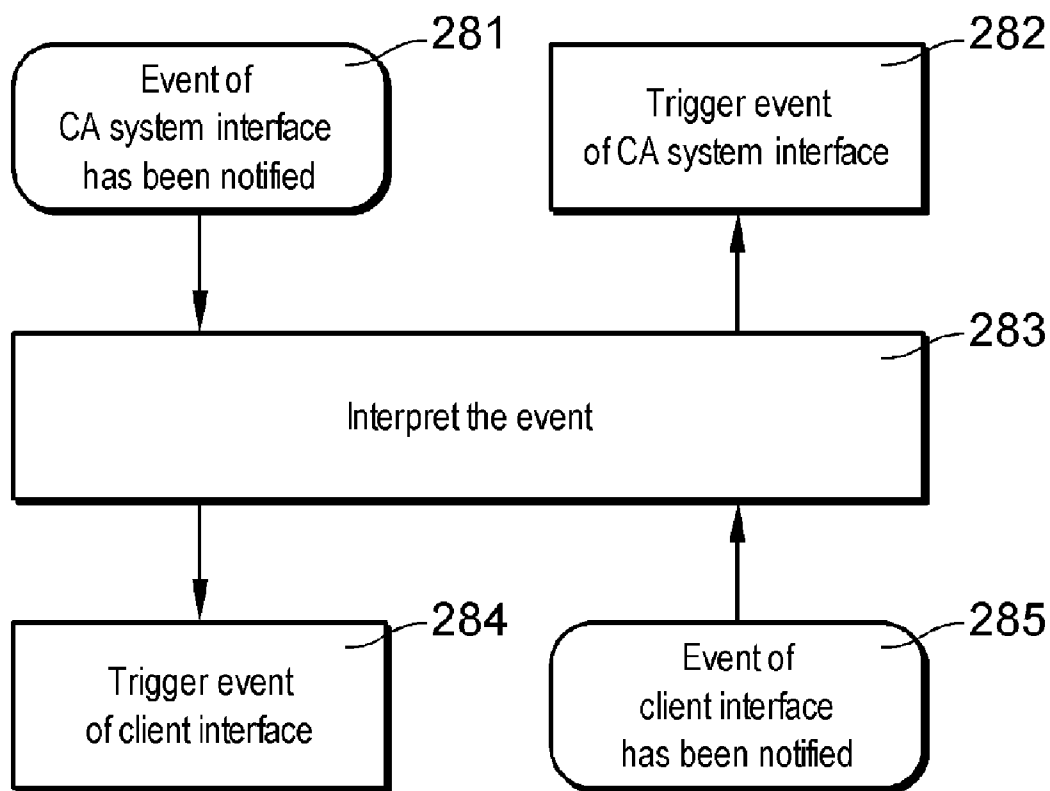 281
Event of
CA system interface
has been notified
282
Trigger event
of CA system interface
283
Interpret the event
284
Trigger event
of client interface
285
Event of
client interface
has been notified